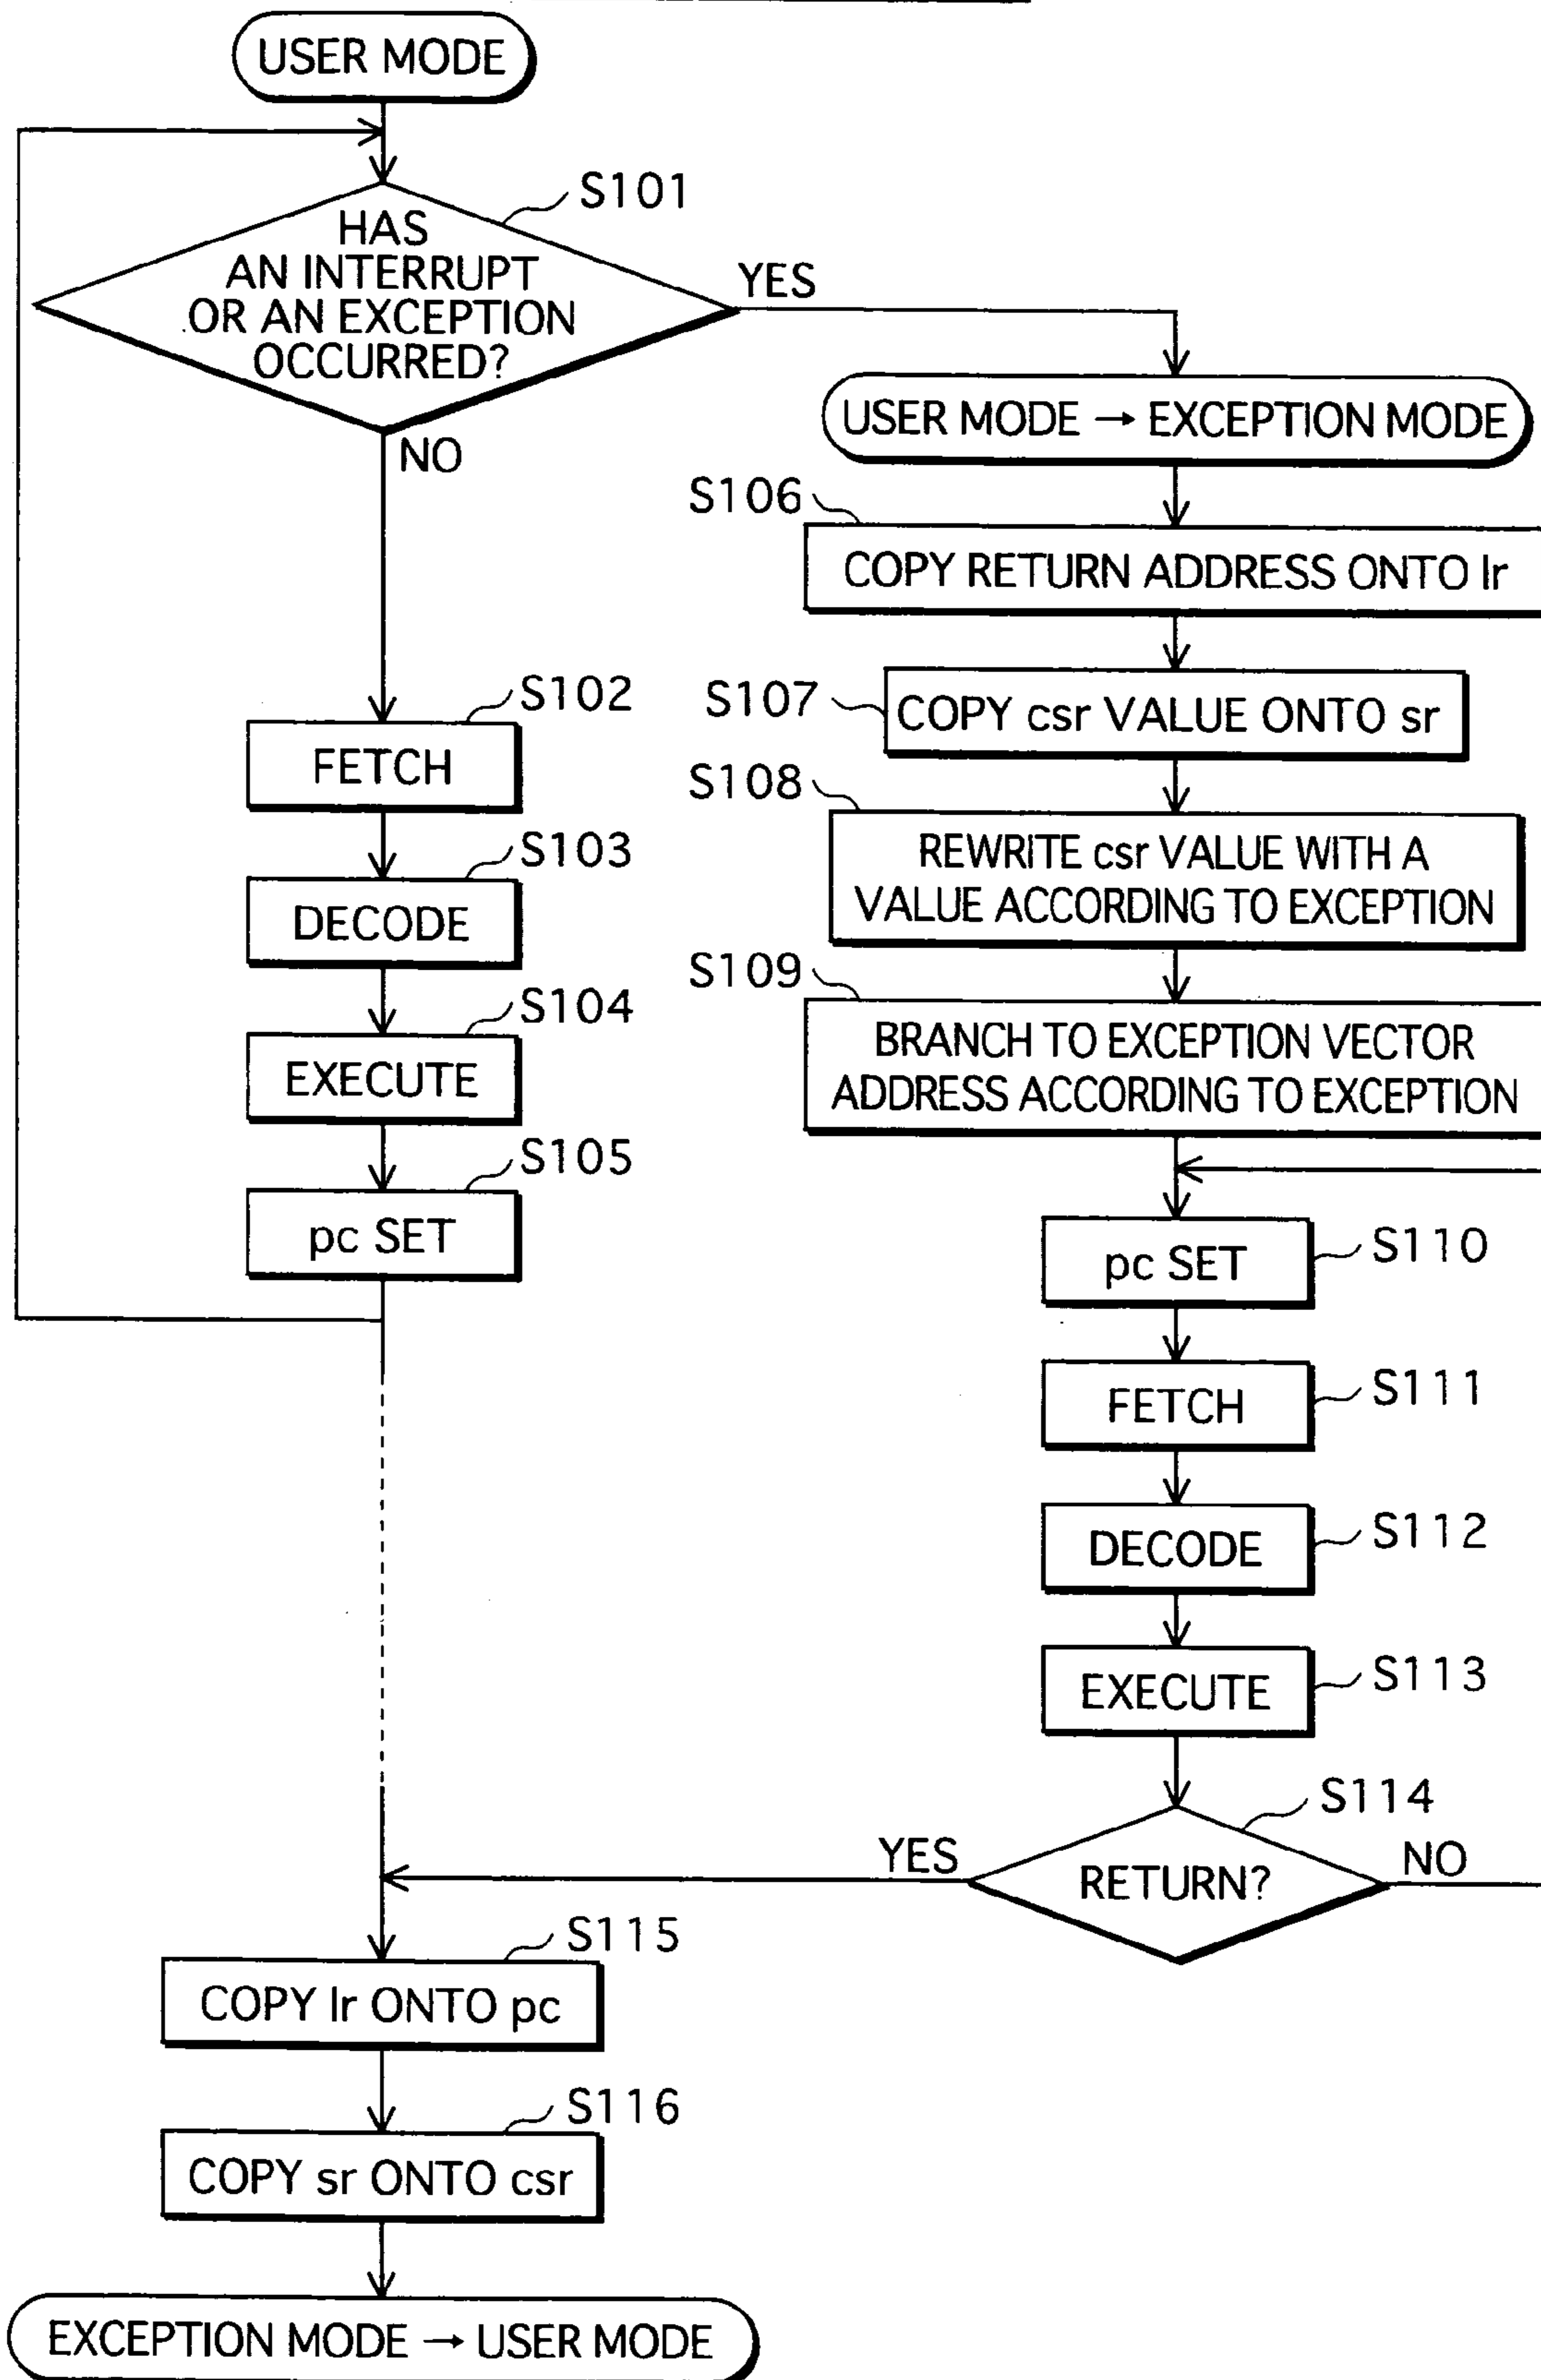 USER MODE
S101
HAS
AN INTERRUPT
OR AN EXCEPTION
OCCURRED?
YES
NO
USER MODE → EXCEPTION MODE
S106
COPY RETURN ADDRESS ONTO lr
S107
COPY csr VALUE ONTO sr
S108
REWRITE csr VALUE WITH A
VALUE ACCORDING TO EXCEPTION
S109
BRANCH TO EXCEPTION VECTOR
ADDRESS ACCORDING TO EXCEPTION
S102
FETCH
S103
DECODE
S104
EXECUTE
S105
pc SET
S110
pc SET
S111
FETCH
S112
DECODE
S113
EXECUTE
S114
RETURN?
YES
NO
S115
COPY lr ONTO pc
S116
COPY sr ONTO csr
EXCEPTION MODE → USER MODE